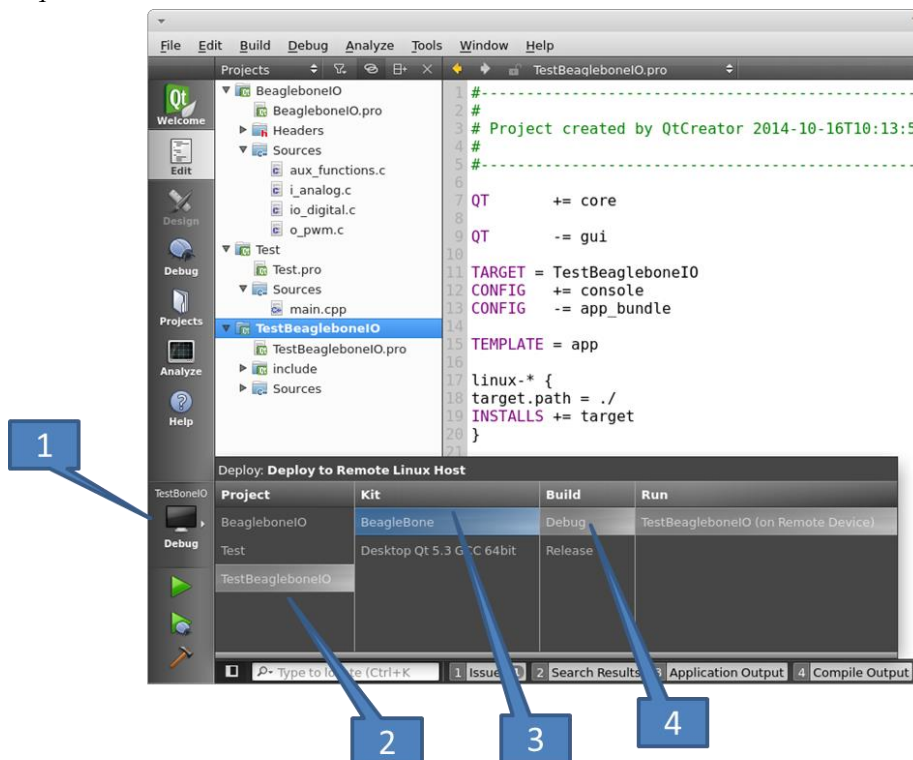 File Edit Build Debug Analyze Tools Window Help
Projects TestBeagleboneIO.pro
Welcome
Edit
Design
Debug
Projects
Analyze
Help
BeagleboneIO
BeagleboneIO.pro
Headers
Sources
aux_functions.c
i_analog.c
io_digital.c
o_pwm.c
Test
Test.pro
Sources
main.cpp
TestBeagleboneIO
TestBeagleboneIO.pro
include
Sources
1 #-------------------------------------------------
2 #
3 # Project created by QtCreator 2014-10-16T10:13:5
4 #
5 #-------------------------------------------------
6
7 QT += core
8
9 QT -= gui
10
11 TARGET = TestBeagleboneIO
12 CONFIG += console
13 CONFIG -= app_bundle
14
15 TEMPLATE = app
16
17 linux-* {
18 target.path = ./
19 INSTALLS += target
20 }
21
1
Deploy: Deploy to Remote Linux Host
TestBoneIO
Debug
Project Kit Build Run
BeagleboneIO BeagleBone Debug TestBeagleboneIO (on Remote Device)
Test Desktop Qt 5.3 GCC 64bit Release
TestBeagleboneIO
Type to locate (Ctrl+K 1 2 Search Results Application Output 4 Compile Output
2
3
4